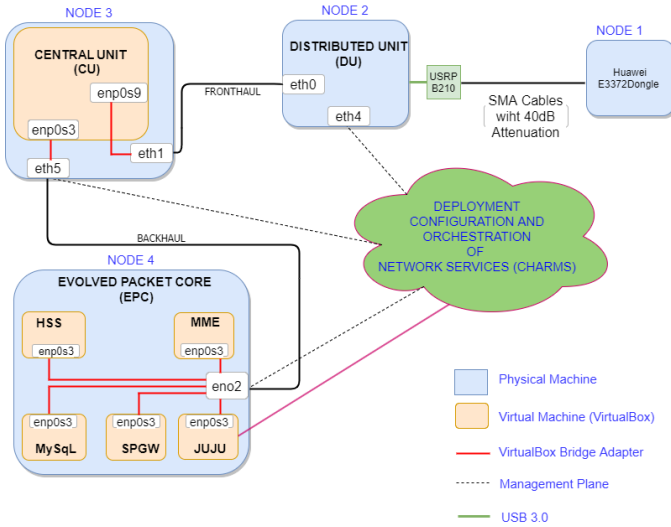 NODE 3
NODE 2
NODE 1
CENTRAL UNIT
(CU)
enp0s9
enp0s3
eth1
eth5
FRONTHAUL
DISTRIBUTED UNIT
(DU)
eth0
eth4
USRP
B210
SMA Cables
wiht 40dB
Attenuation
Huawei
E3372Dongle
DEPLOYMENT
CONFIGURATION AND
ORCHESTRATION
OF
NETWORK SERVICES (CHARMS)
BACKHAUL
NODE 4
EVOLVED PACKET CORE
(EPC)
HSS
enp0s3
MME
enp0s3
eno2
enp0s3
MySqL
enp0s3
SPGW
enp0s3
JUJU
Physical Machine
Virtual Machine (VirtualBox)
VirtualBox Bridge Adapter
Management Plane
USB 3.0